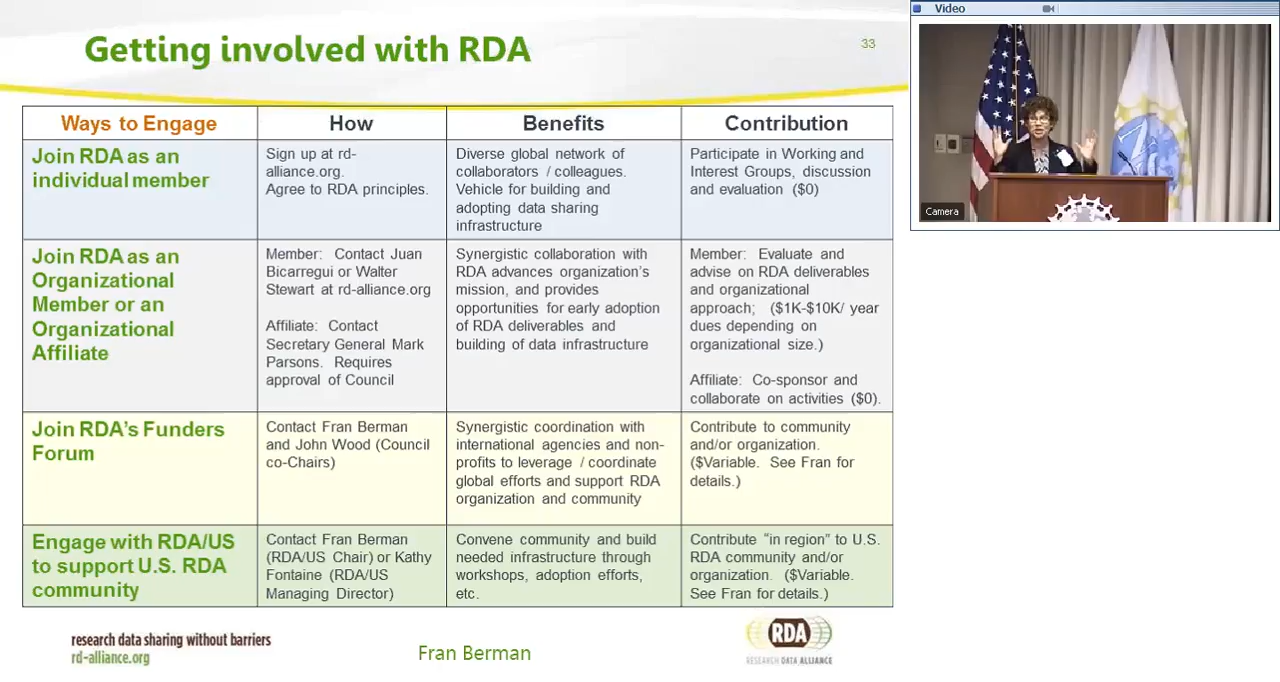 Getting involved with RDA
33
Ways to Engage
How
Benefits
Contribution
Join RDA as an
individual member
Sign up at rd-
alliance.org.
Agree to RDA principles.
Diverse global network of
collaborators / colleagues.
Vehicle for building and
adopting data sharing
infrastructure
Participate in Working and
Interest Groups, discussion
and evaluation ($0)
Join RDA as an
Organizational
Member or an
Organizational
Affiliate
Member: Contact Juan
Bicarregui or Walter
Stewart at rd-alliance.org
Affiliate: Contact
Secretary General Mark
Parsons. Requires
approval of Council
Synergistic collaboration with
RDA advances organization's
mission, and provides
opportunities for early adoption
of RDA deliverables and
building of data infrastructure
Member: Evaluate and
advise on RDA deliverables
and organizational
approach; ($1K-$10K/ year
dues depending on
organizational size.)
Affiliate: Co-sponsor and
collaborate on activities ($0).
Join RDA's Funders
Forum
Contact Fran Berman
and John Wood (Council
co-Chairs)
Synergistic coordination with
international agencies and non-
profits to leverage / coordinate
global efforts and support RDA
organization and community
Contribute to community
and/or organization.
($Variable. See Fran for
details.)
Engage with RDA/US
to support U.S. RDA
community
Contact Fran Berman
(RDA/US Chair) or Kathy
Fontaine (RDA/US
Managing Director)
Convene community and build
needed infrastructure through
workshops, adoption efforts,
etc.
Contribute "in region" to U.S.
RDA community and/or
organization. ($Variable.
See Fran for details.)
research data sharing without barriers
rd-alliance.org
Fran Berman
RDA
RESEARCH DATA ALLIANCE
Video
Camera